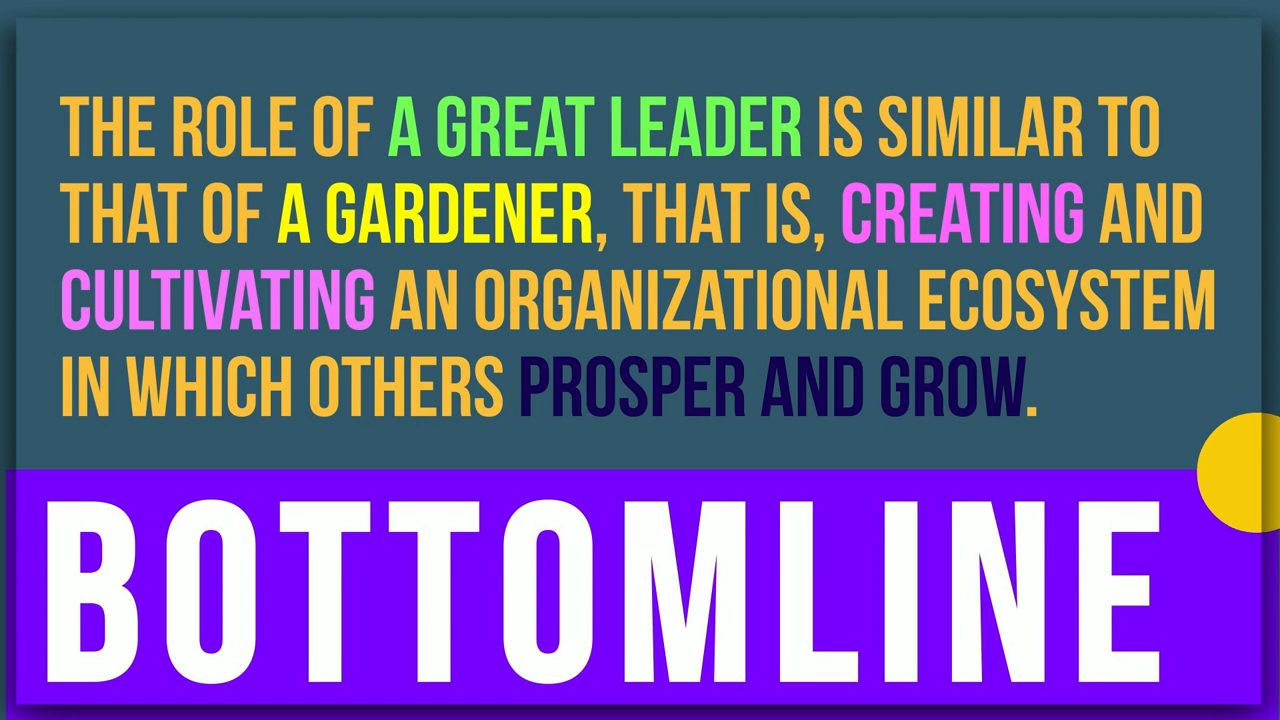 THE ROLE OF A GREAT LEADER IS SIMILAR TO
THAT OF A GARDENER, THAT IS, CREATING AND
CULTIVATING AN ORGANIZATIONAL ECOSYSTEM
IN WHICH OTHERS PROSPER AND GROW.
BOTTOMLINE